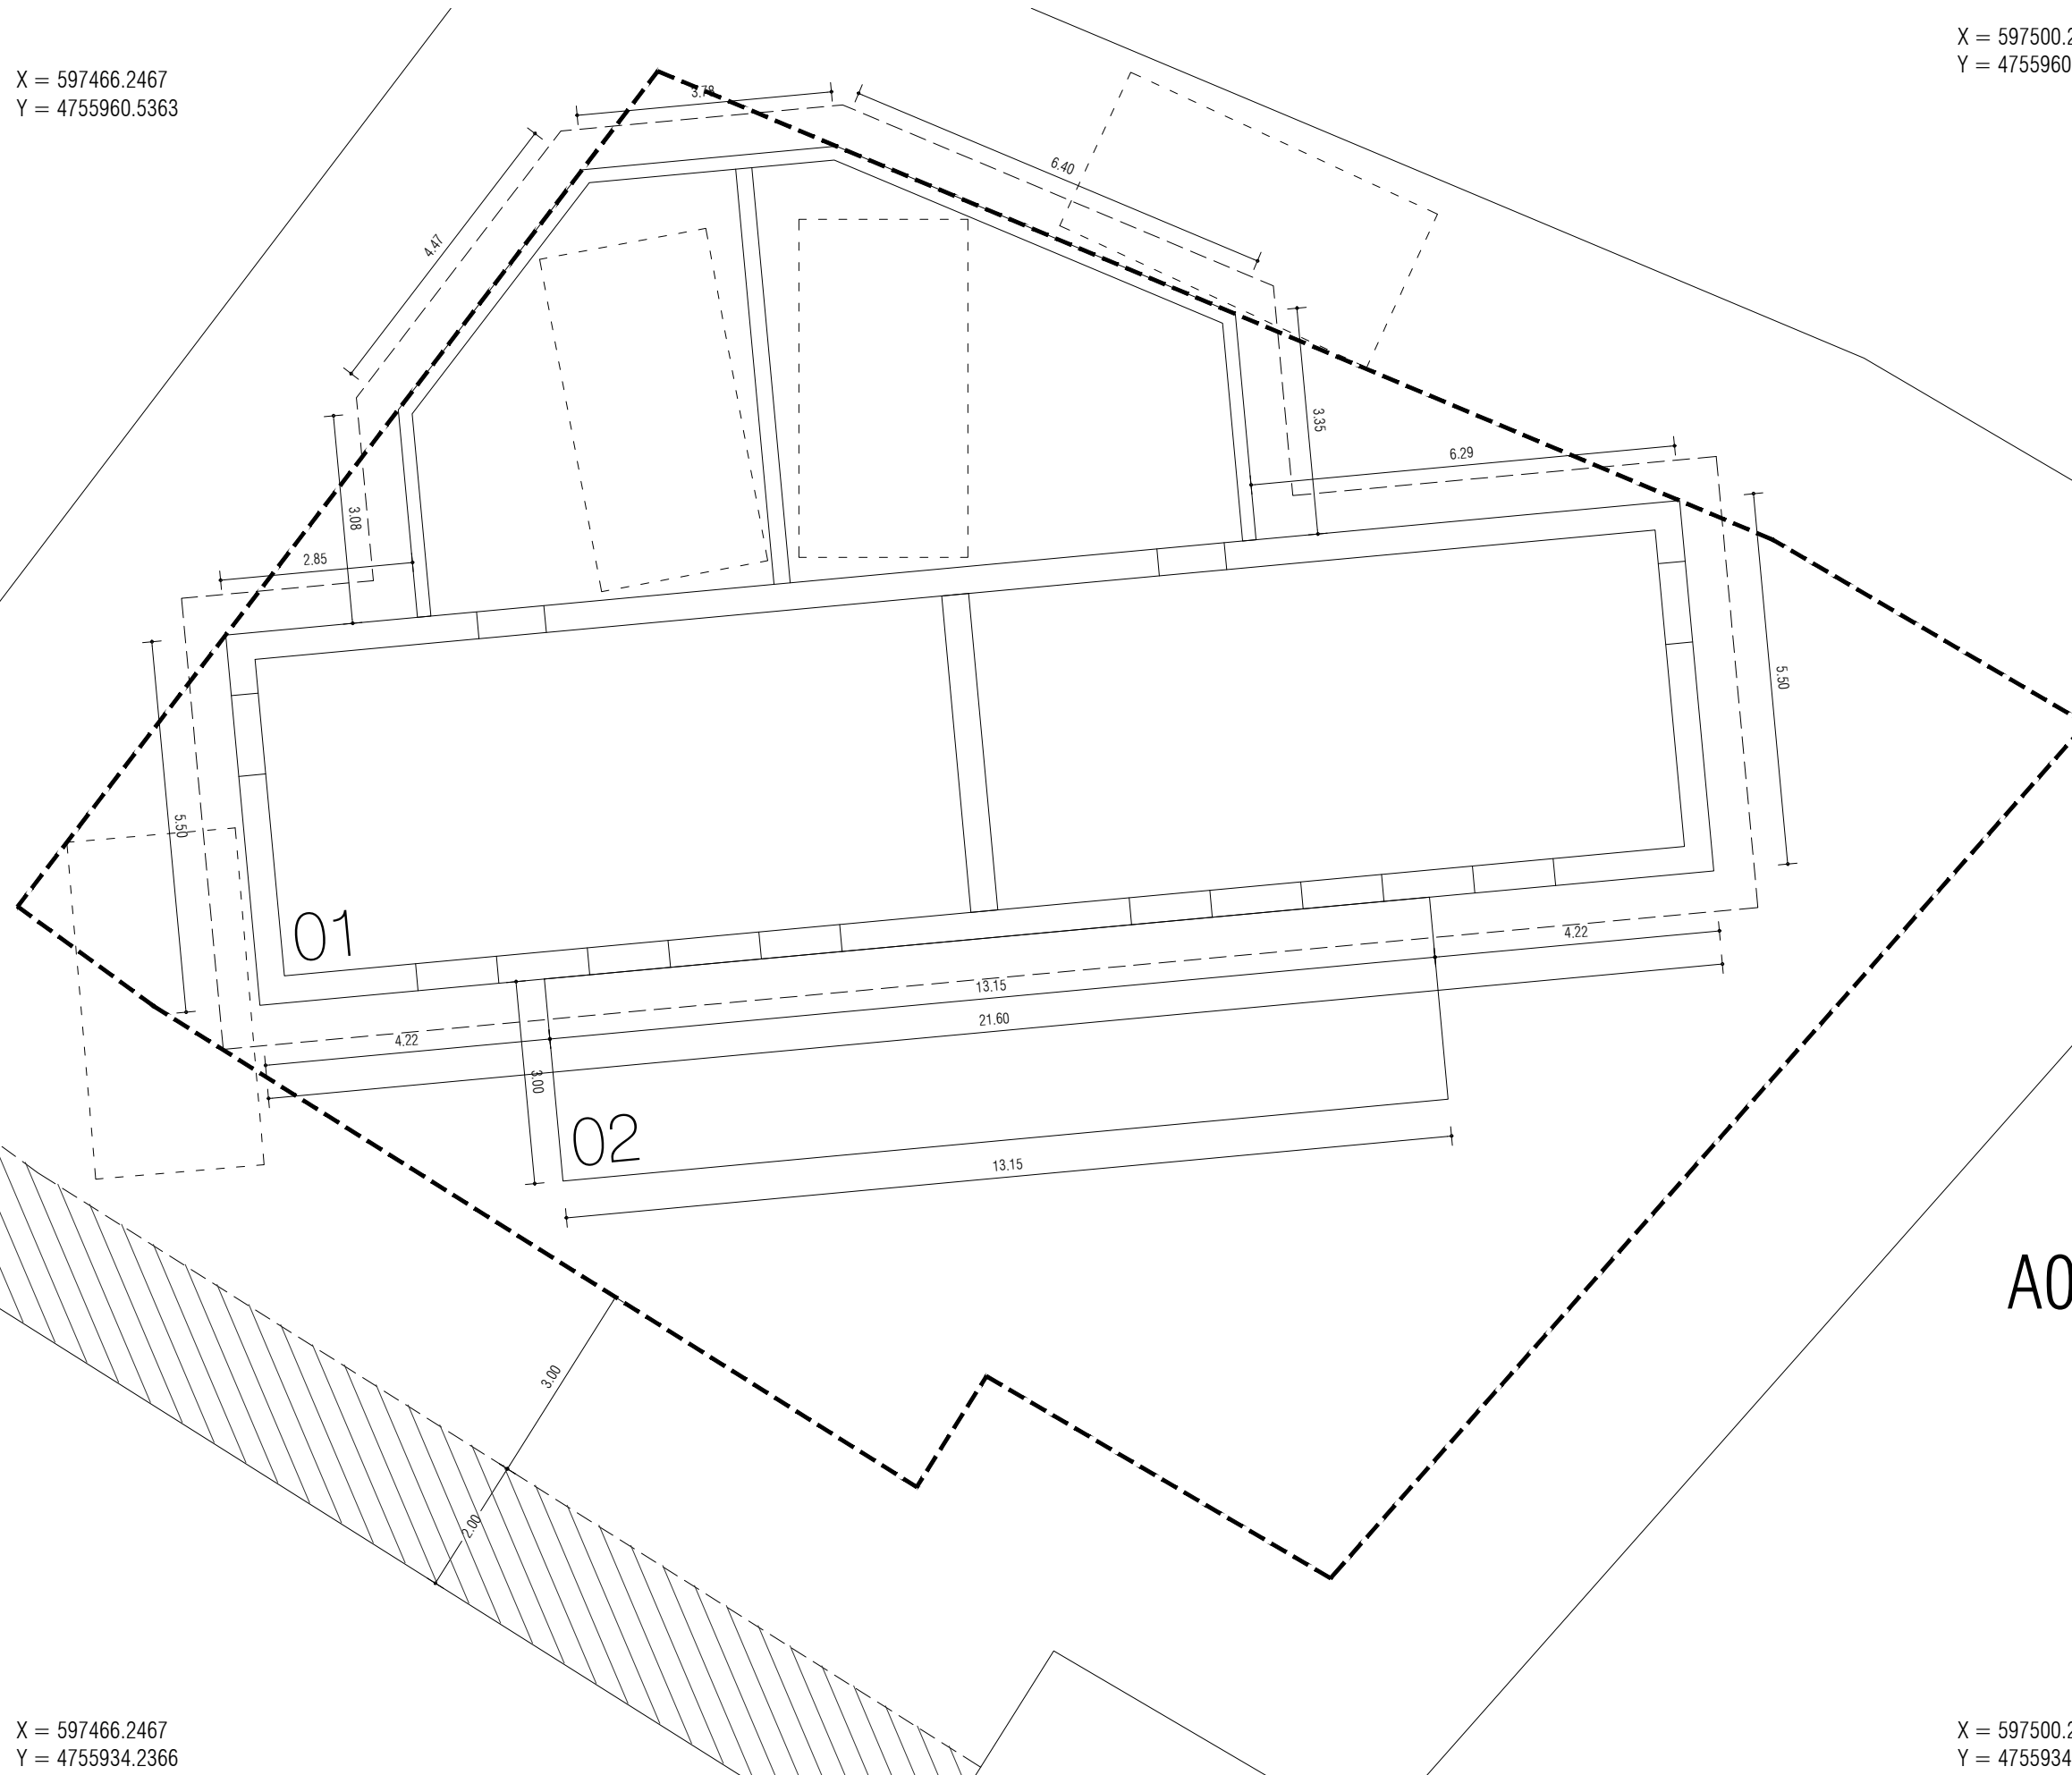 X = 597466.2467
Y = 4755960.5363
X = 597500.2
Y = 4755960
3.78
6.40
4.47
3.35
6.29
3.08
2.85
5.50
5.50
01
4.22
13.15
21.60
4.22
3.00
02
13.15
A0
3.00
2.00
X = 597466.2467
Y = 4755934.2366
X = 597500.2
Y = 4755934